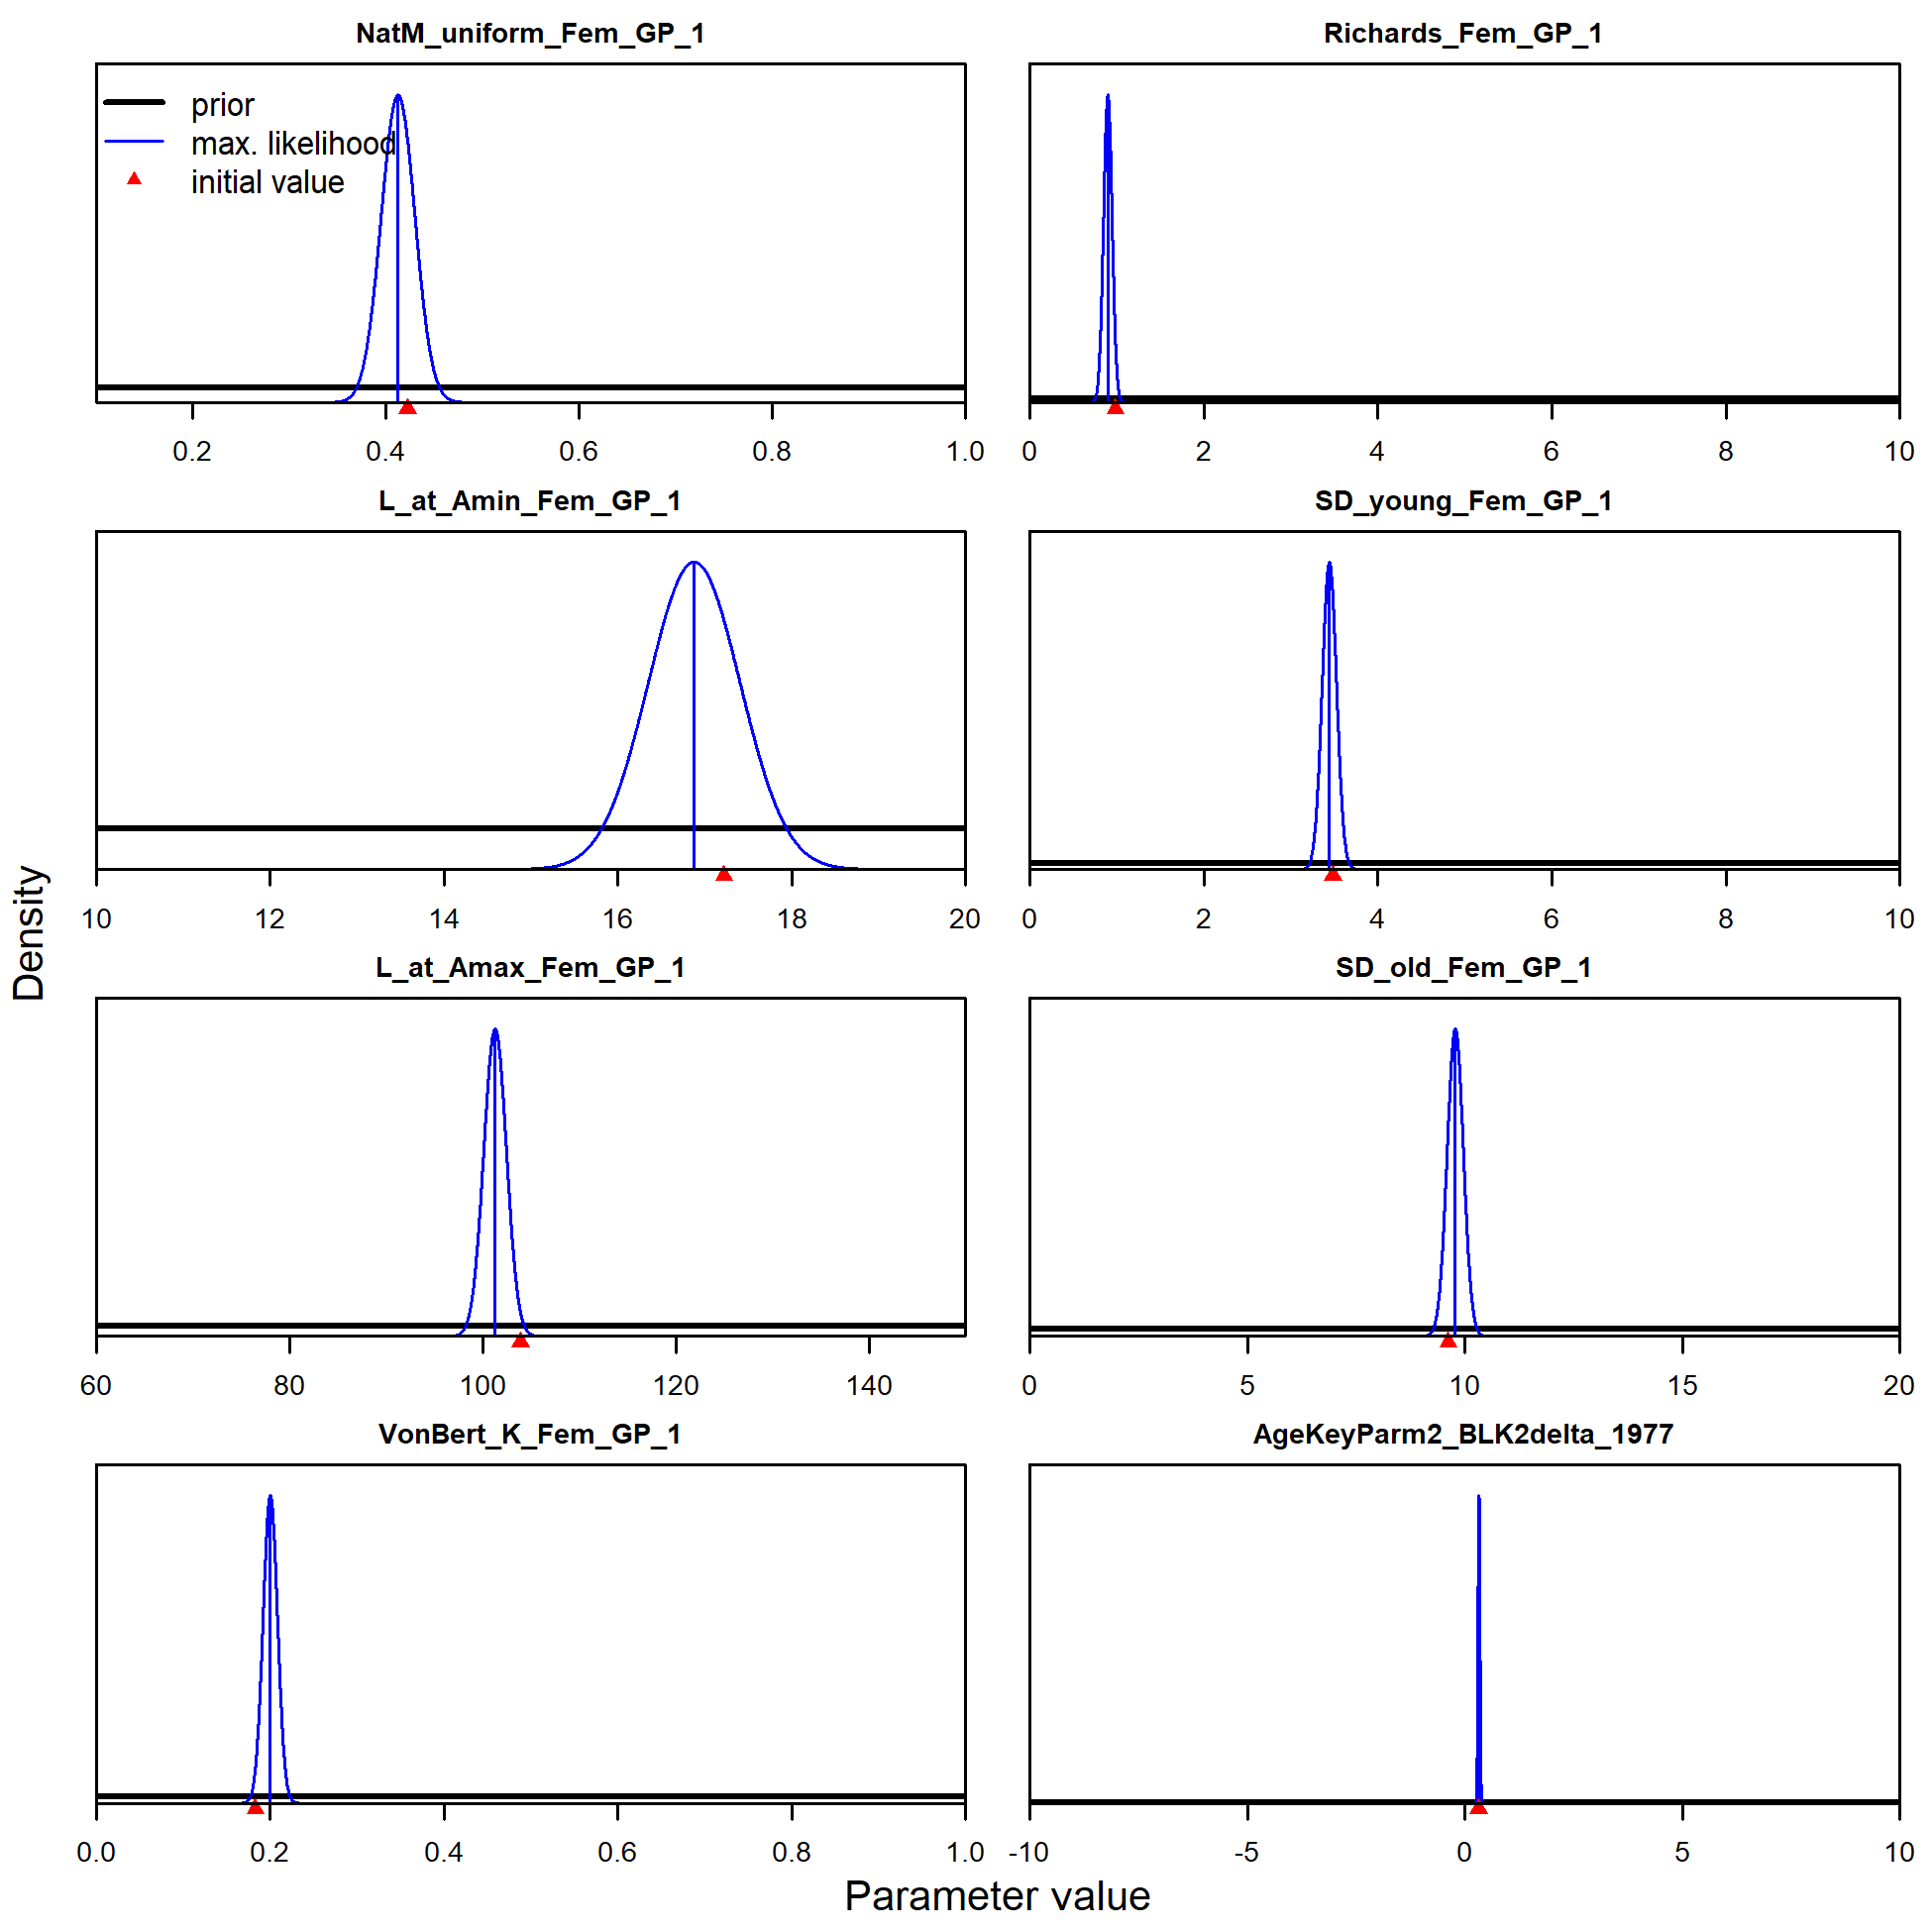 NatM_uniform_Fem_GP_1
prior
max. likelihood
initial value
0.2 0.4 0.6 0.8 1.0
Richards_Fem_GP_1
0 2 4 6 8 10
L_at_Amin_Fem_GP_1
10 12 14 16 18 20
SD_young_Fem_GP_1
0 2 4 6 8 10
L_at_Amax_Fem_GP_1
60 80 100 120 140
SD_old_Fem_GP_1
0 5 10 15 20
VonBert_K_Fem_GP_1
0.0 0.2 0.4 0.6 0.8 1.0
AgeKeyParm2_BLK2delta_1977
-10 -5 0 5 10
Density
Parameter value